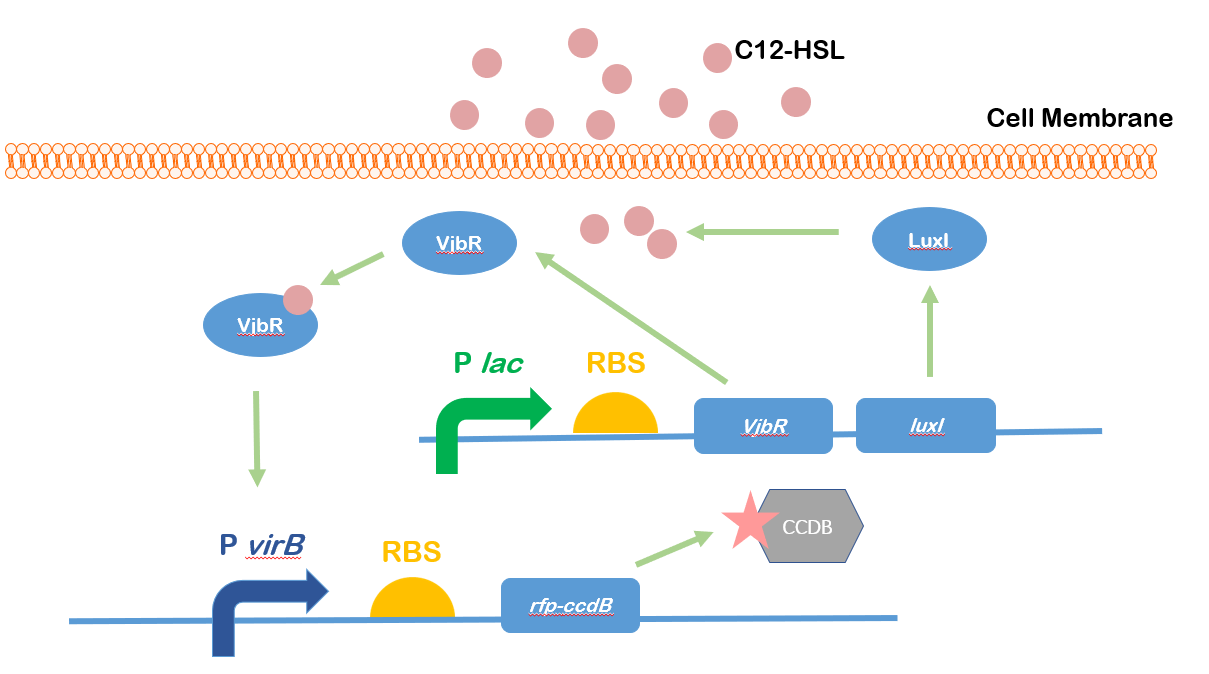 C12-HSL
Cell Membrane
VjbR
LuxI
VjbR
P lac
RBS
VjbR
luxI
CCDB
P virB
RBS
rfp-ccdB